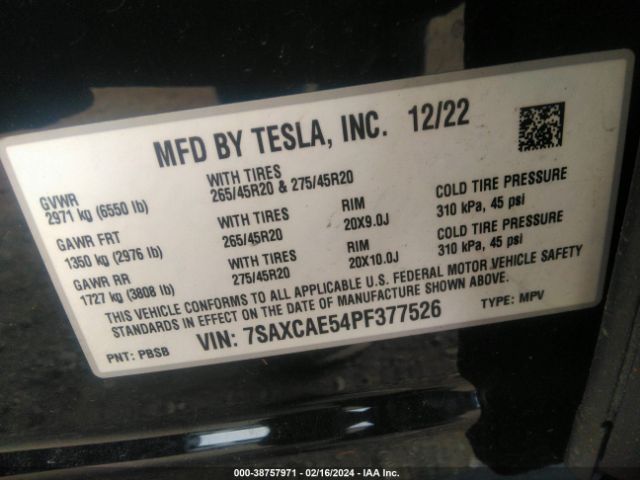 MFD BY TESLA, INC. 12/22
GVWR
2971 kg (6550 lb)
WITH TIRES
265/45R20 & 275/45R20
GAWR FRT
1350 kg (2976 lb)
WITH TIRES
265/45R20
RIM
20X9.0J
COLD TIRE PRESSURE
310 kPa, 45 psi
GAWR RR
1727 kg (3808 lb)
WITH TIRES
275/45R20
RIM
20X10.0J
COLD TIRE PRESSURE
310 kPa, 45 psi
THIS VEHICLE CONFORMS TO ALL APPLICABLE U.S. FEDERAL MOTOR VEHICLE SAFETY
STANDARDS IN EFFECT ON THE DATE OF MANUFACTURE SHOWN ABOVE.
PNT: PBSB VIN: 7SAXCAE54PF377526 TYPE: MPV
000-38757971 - 02/16/2024 - IAA Inc.